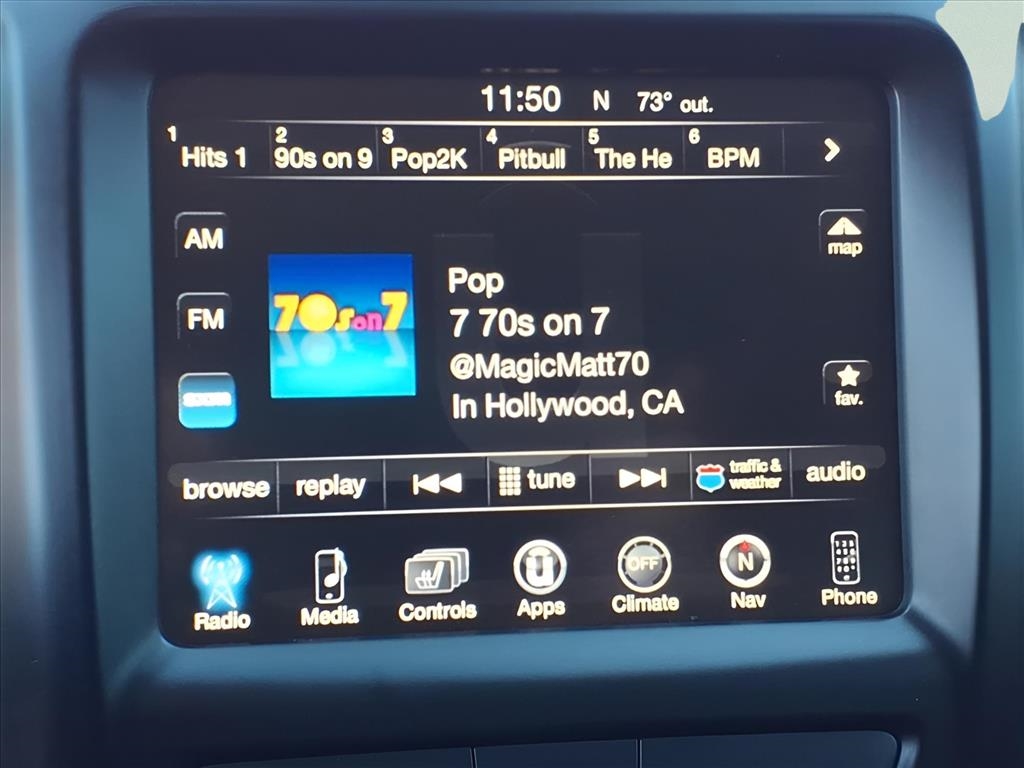 11:50 N 73° out.
1 Hits 1 2 90s on 9 3 Pop2K 4 Pitbull 5 The He 6 BPM
AM
map
70s on 7
Pop
7 70s on 7
FM
@MagicMatt70
In Hollywood, CA
fav.
browse replay tune traffic & weather audio
OFF N
Radio Media Controls Apps Climate Nav Phone